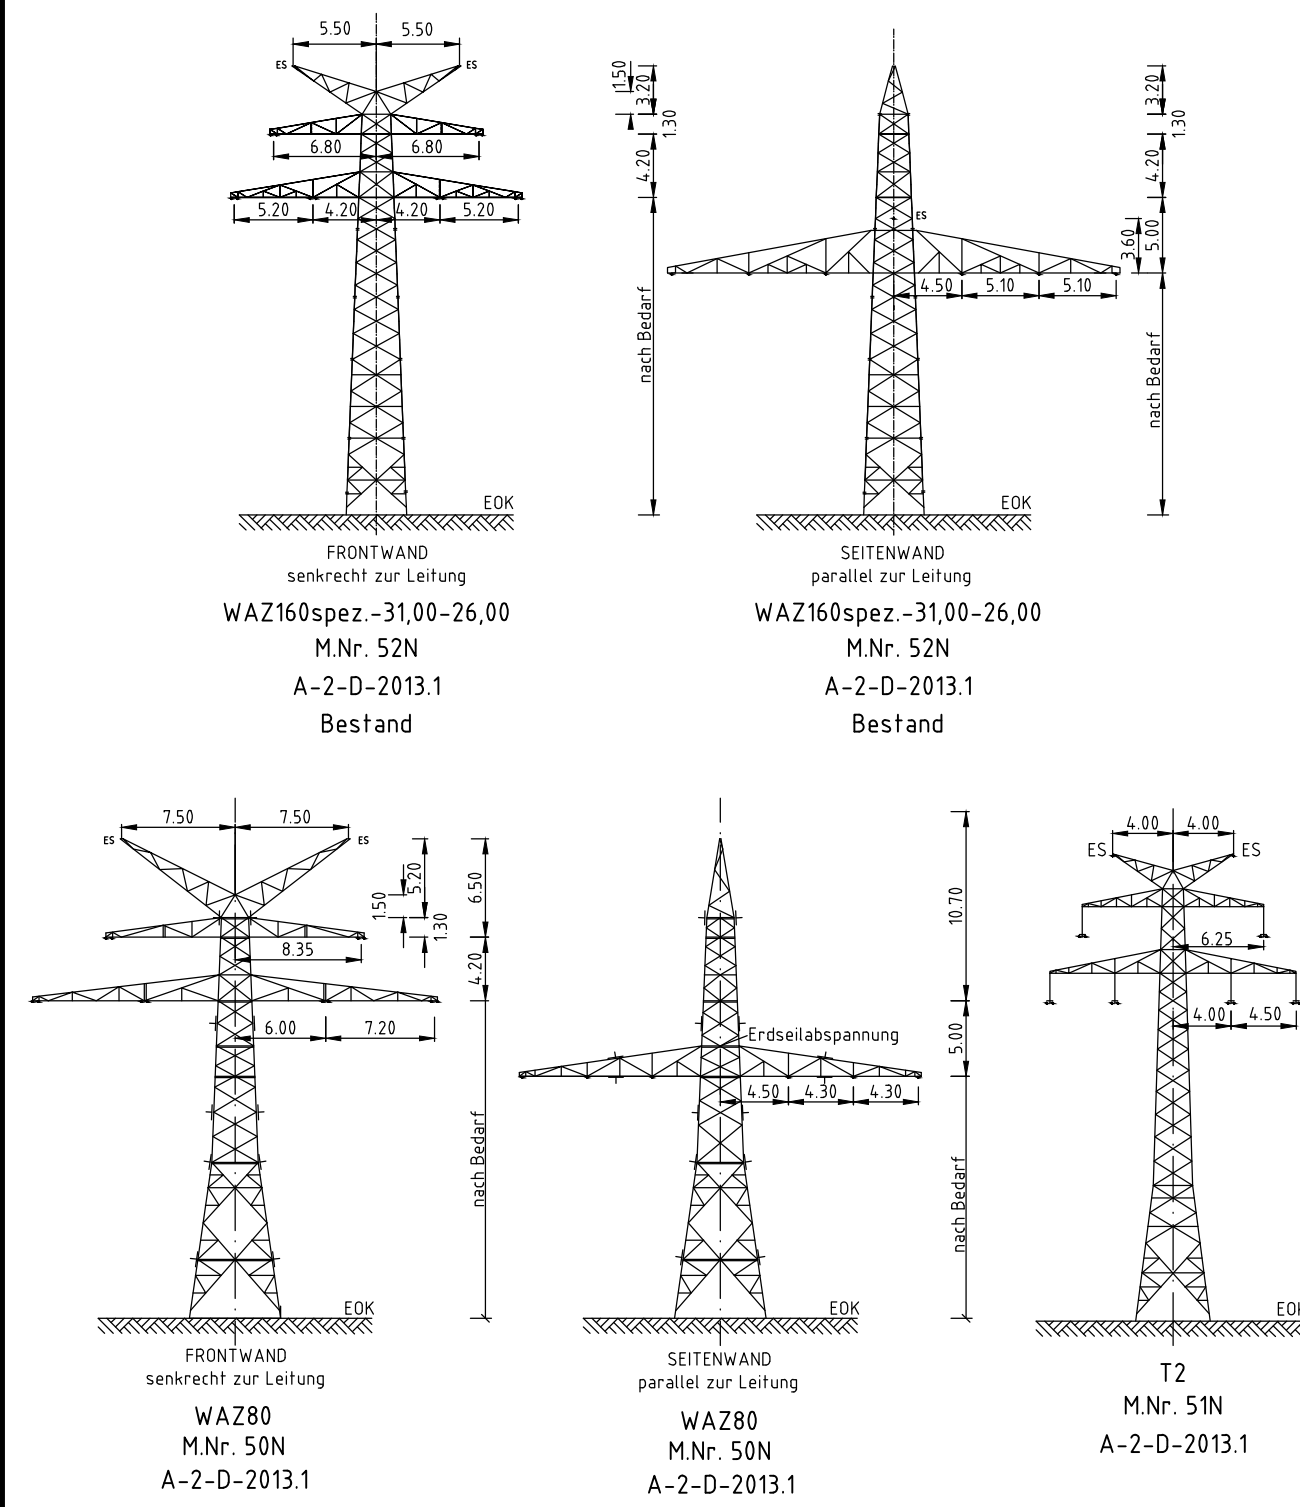 5.50 5.50
ES ES
6.80 6.80
5.20 4.20 4.20 5.20
1.50
3.20
1.30
4.20
nach Bedarf
EOK
FRONTWAND
senkrecht zur Leitung
WAZ160spez.-31,00-26,00
M.Nr. 52N
A-2-D-2013.1
Bestand
ES
4.50 5.10 5.10
3.20
1.30
4.20
3.60
5.00
nach Bedarf
EOK
SEITENWAND
parallel zur Leitung
WAZ160spez.-31,00-26,00
M.Nr. 52N
A-2-D-2013.1
Bestand
7.50 7.50
ES ES
8.35
6.00 7.20
1.50
5.20
1.30
6.50
4.20
nach Bedarf
EOK
FRONTWAND
senkrecht zur Leitung
WAZ80
M.Nr. 50N
A-2-D-2013.1
Erdseilabspannung
4.50 4.30 4.30
10.70
5.00
nach Bedarf
EOK
SEITENWAND
parallel zur Leitung
WAZ80
M.Nr. 50N
A-2-D-2013.1
4.00 4.00
ES ES
6.25
4.00 4.50
EOK
T2
M.Nr. 51N
A-2-D-2013.1